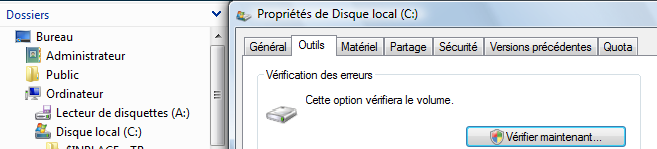 Dossiers
Bureau
Administrateur
Public
Ordinateur
Lecteur de disquettes (A:)
Disque local (C:)
Propriétés de Disque local (C:)
Général Outils Matériel Partage Sécurité Versions précédentes Quota
Vérification des erreurs
Cette option vérifiera le volume.
Vérifier maintenant...